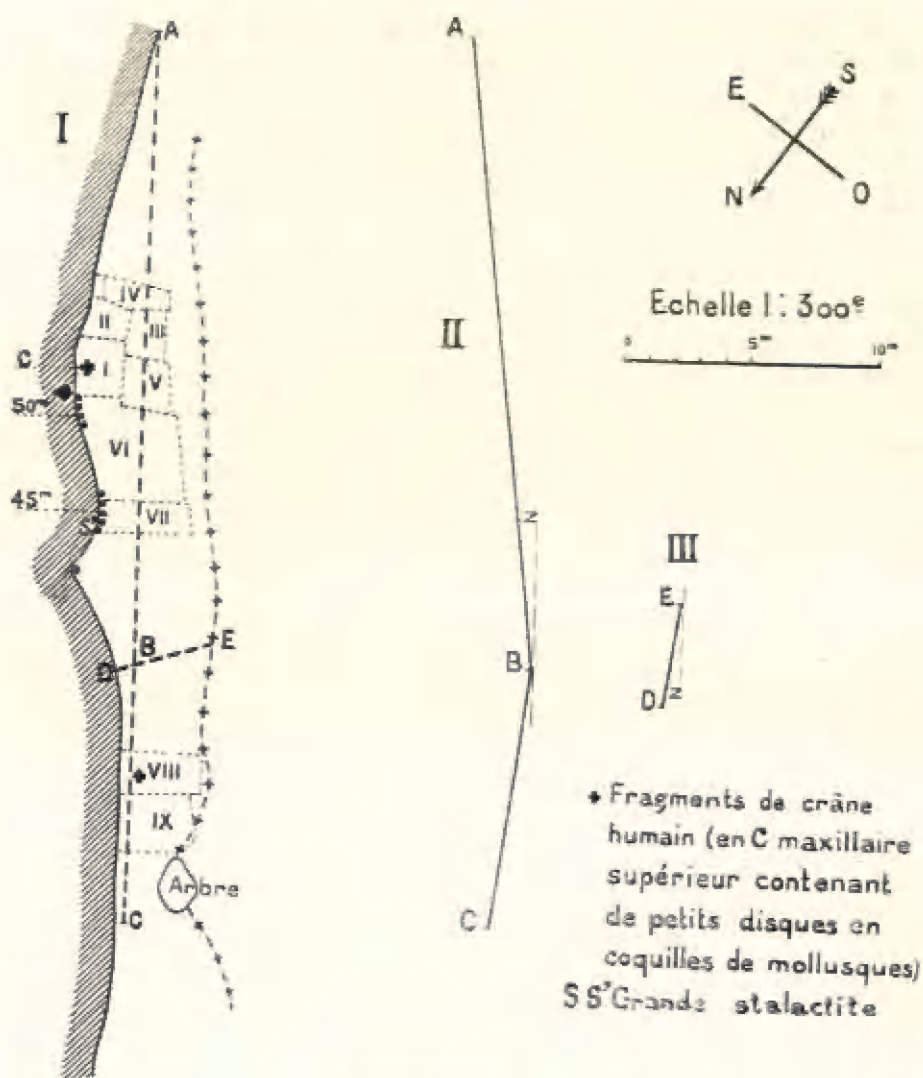 A
I
IV
II
III
C
I
V
50m
VI
45m
VII
S
B
E
D
VIII
IX
Arbre
C
A
II
N
B
C
E
S
N
O
Echelle 1:300e
0 5m 10m
III
E
D
N
Fragments de crâne
humain (en C maxillaire
supérieur contenant
de petits disques en
coquilles de mollusques)
S S' Grande stalactite